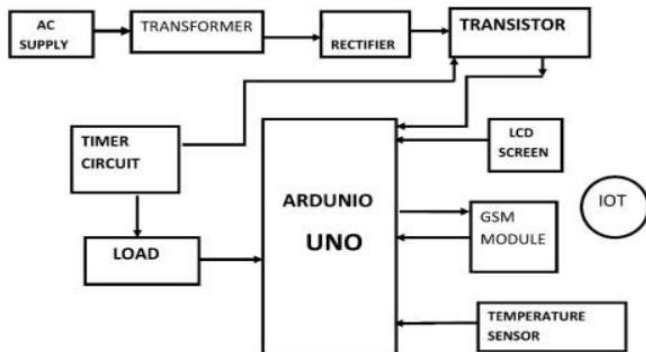 AC
SUPPLY
TRANSFORMER
RECTIFIER
TRANSISTOR
TIMER
CIRCUIT
LCD
SCREEN
ARDUNIO
UNO
IOT
GSM
MODULE
LOAD
TEMPERATURE
SENSOR